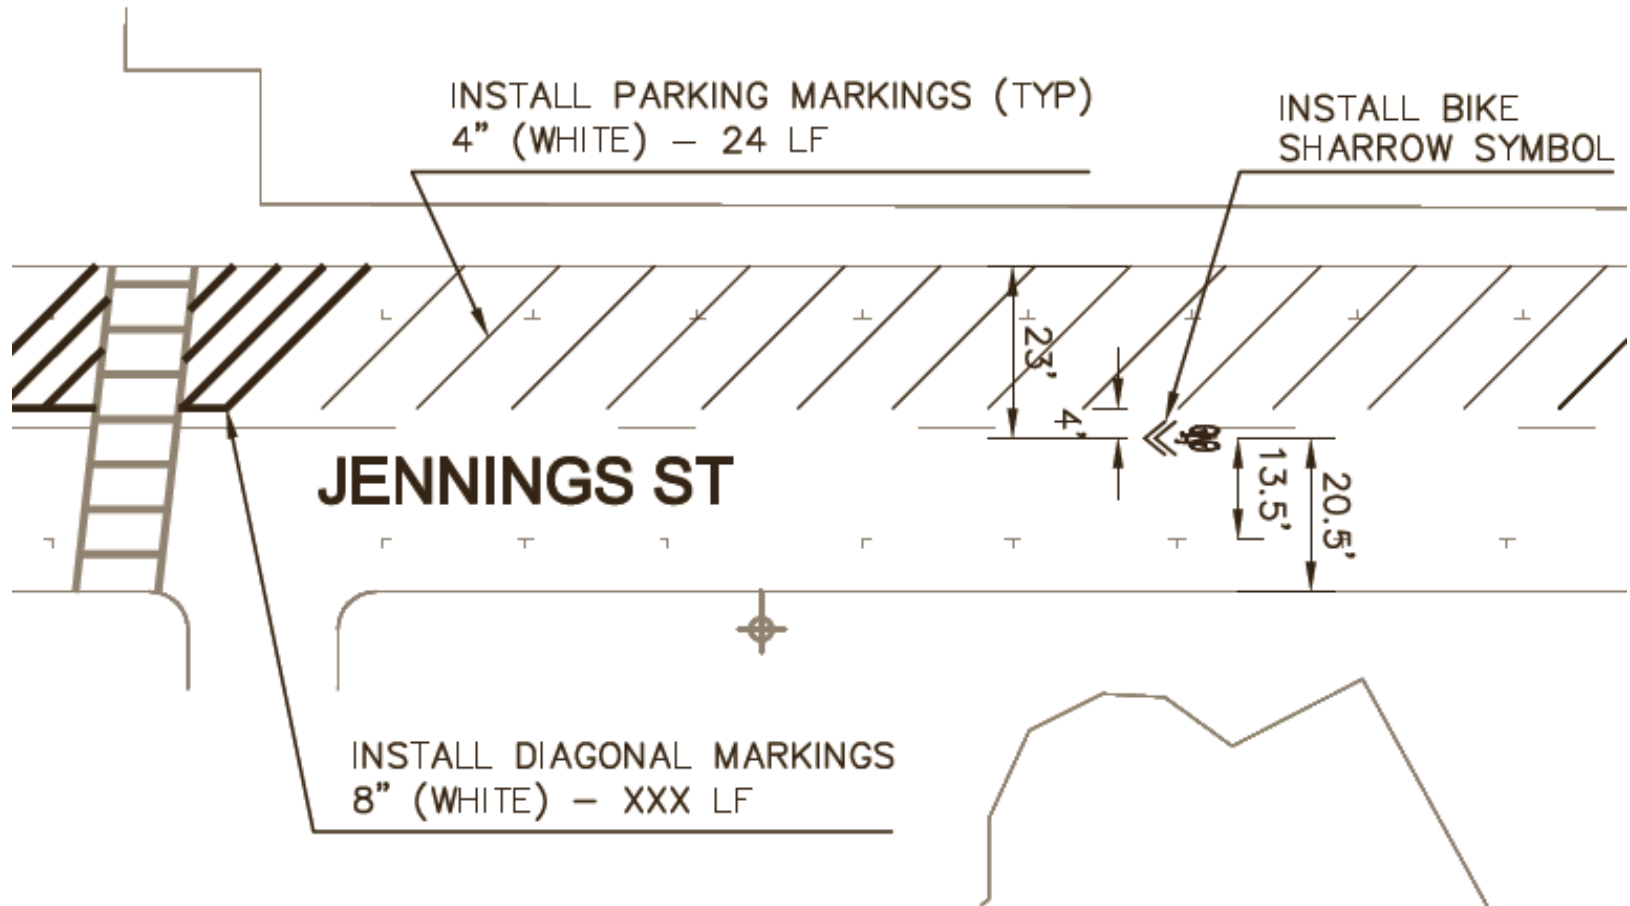 INSTALL PARKING MARKINGS (TYP)
4" (WHITE) – 24 LF
INSTALL BIKE
SHARROW SYMBOL
23'
4'
JENNINGS ST
13.5'
20.5'
INSTALL DIAGONAL MARKINGS
8" (WHITE) – XXX LF